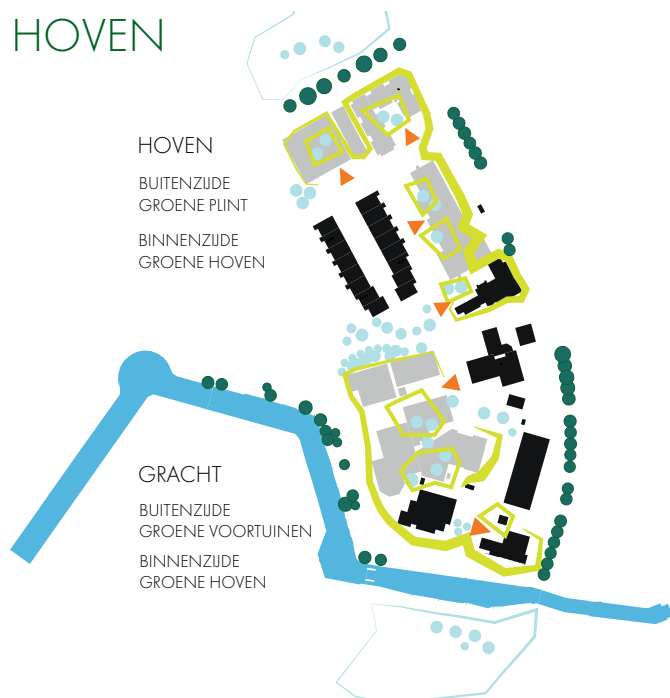 HOVEN
HOVEN
BUITENZIJDE
GROENE PLINT
BINNENZIJDE
GROENE HOVEN
GRACHT
BUITENZIJDE
GROENE VOORTUINEN
BINNENZIJDE
GROENE HOVEN